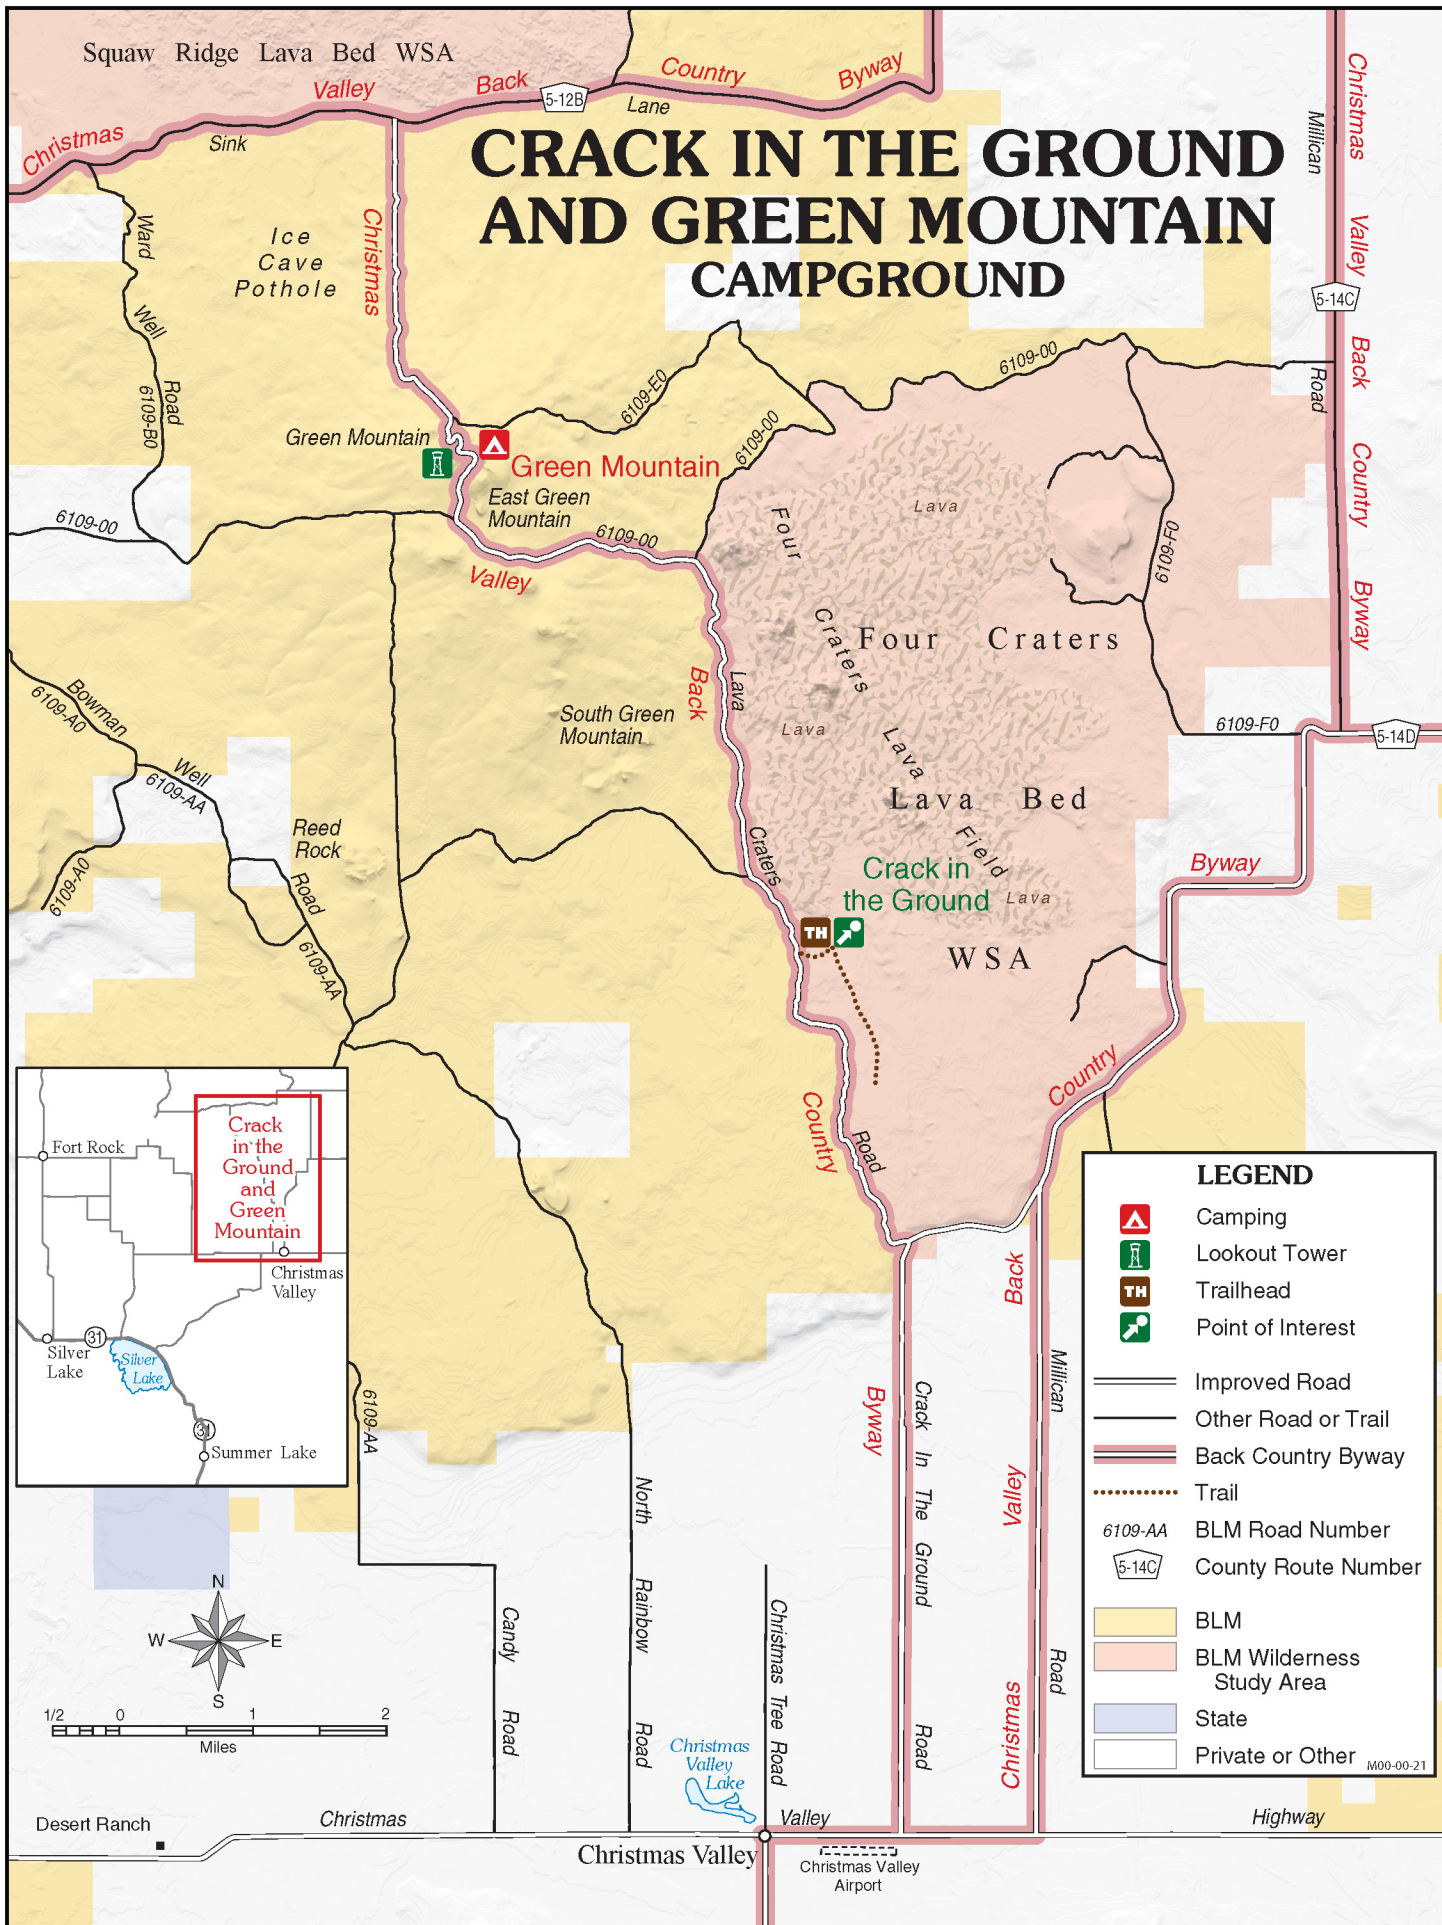 Squaw Ridge Lava Bed WSA
Christmas Valley Back Country Byway
5-12B
Sink Lane
CRACK IN THE GROUND
AND GREEN MOUNTAIN
CAMPGROUND
Christmas Valley Back Country Byway
Millican Road
5-14C
Ward Well Road
6109-B0
Ice
Cave
Pothole
Christmas
6109-E0
6109-00
6109-00
Green Mountain
Green Mountain
East Green
Mountain
6109-00
6109-00
Valley
Lava
Four Craters Lava Field
6109-F0
Four Craters
Back
Lava
South Green
Mountain
Lava
6109-F0
5-14D
Bowman Well Road
6109-A0
6109-AA
Lava Bed
Reed
Rock
Craters
Crack in
the Ground
Lava
Byway
6109-A0
TH
WSA
6109-AA
Country
Country
Road
Fort Rock
Crack
in the
Ground
and
Green
Mountain
Christmas
Valley
31
Silver
Lake
Silver
Lake
31
Summer Lake
LEGEND
Camping
Lookout Tower
TH Trailhead
Point of Interest
Improved Road
Other Road or Trail
Back Country Byway
Trail
6109-AA BLM Road Number
5-14C County Route Number
BLM
BLM Wilderness
Study Area
State
Private or Other
M00-00-21
6109-AA
Byway
Crack In The Ground Road
Back
Valley
Christmas
Millican Road
North Rainbow Road
Candy Road
Christmas Tree Road
N
W E
S
1/2 0 1 2
Miles
Christmas
Valley
Lake
Desert Ranch
Christmas Valley Highway
Christmas Valley
Christmas Valley
Airport